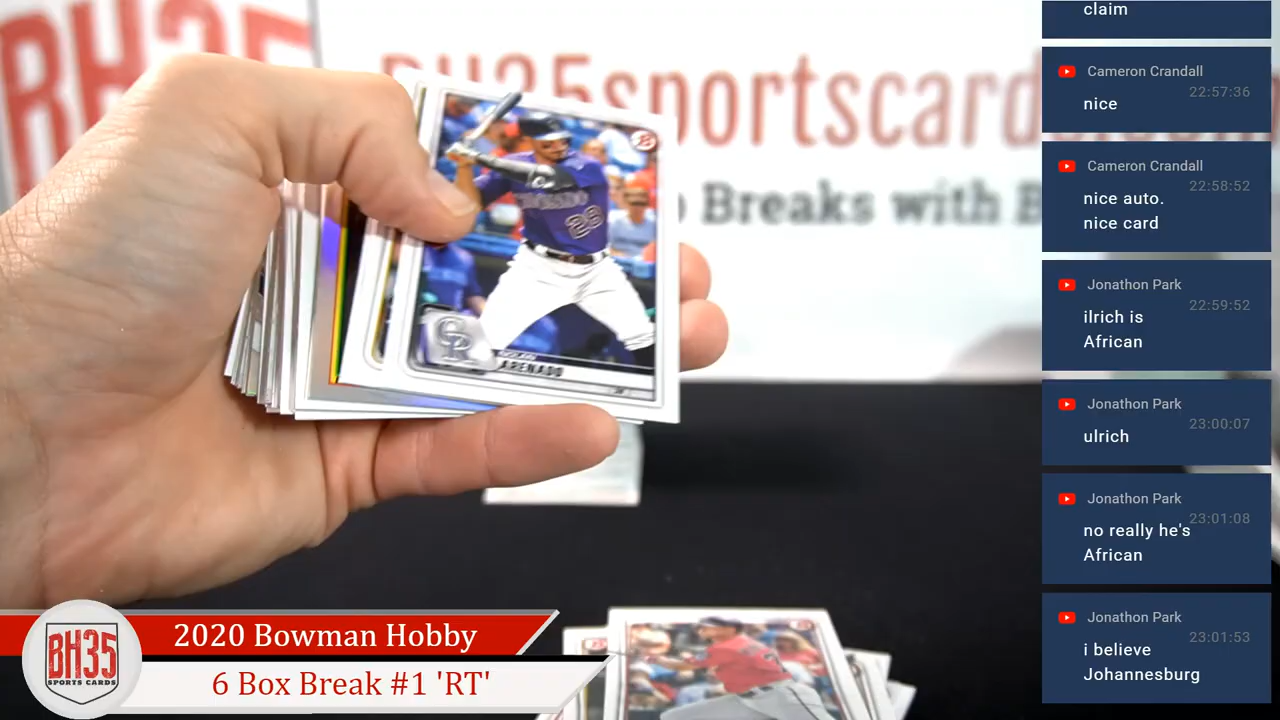 BH35
BH35sportscard
o Breaks with B
COLORADO
28
CR
NOLAN
ARENADO
BH35
SPORTS CARDS
2020 Bowman Hobby
6 Box Break #1 'RT'
claim
Cameron Crandall
22:57:36
nice
Cameron Crandall
22:58:52
nice auto.
nice card
Jonathon Park
22:59:52
ilrich is
African
Jonathon Park
23:00:07
ulrich
Jonathon Park
23:01:08
no really he's
African
Jonathon Park
23:01:53
i believe
Johannesburg